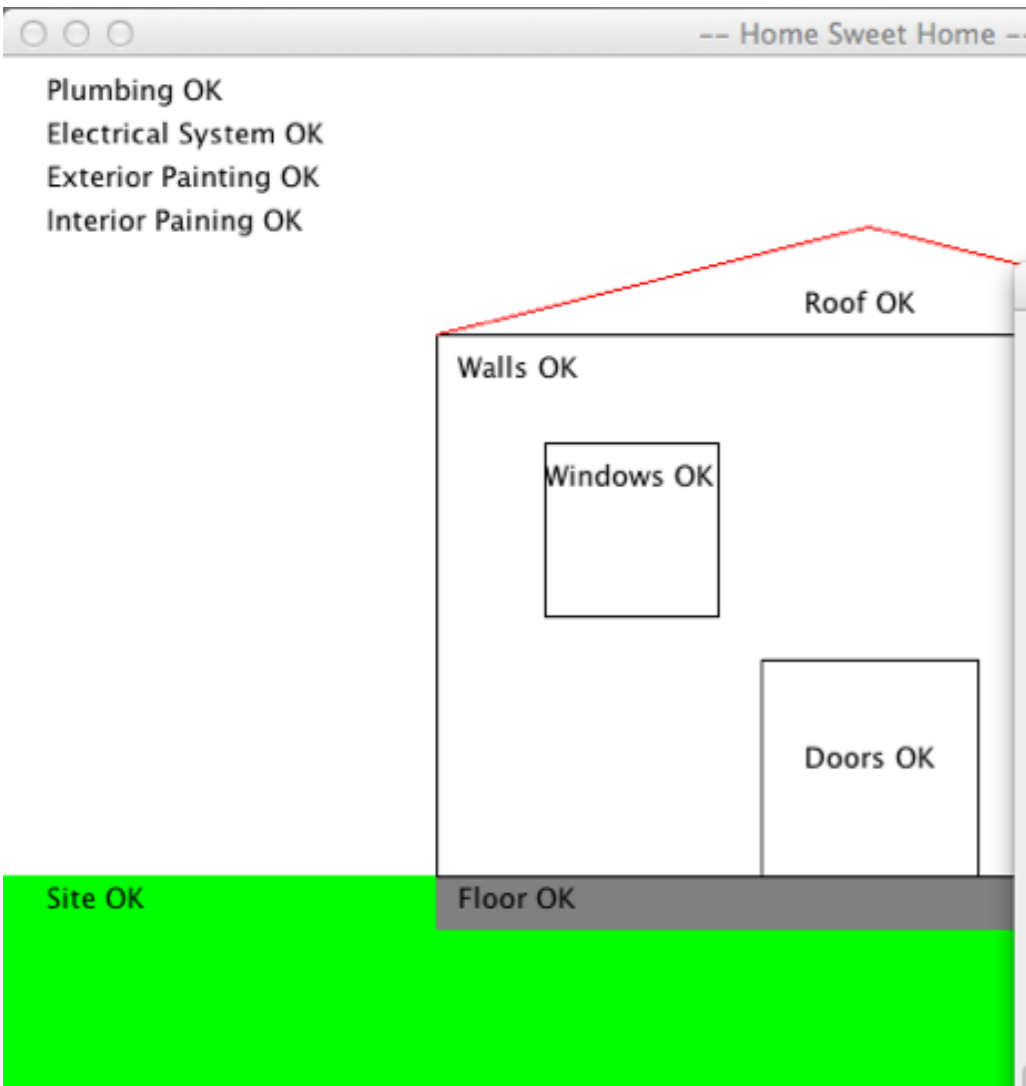 -- Home Sweet Home --
Plumbing OK
Electrical System OK
Exterior Painting OK
Interior Paining OK
Roof OK
Walls OK
Windows OK
Doors OK
Site OK
Floor OK